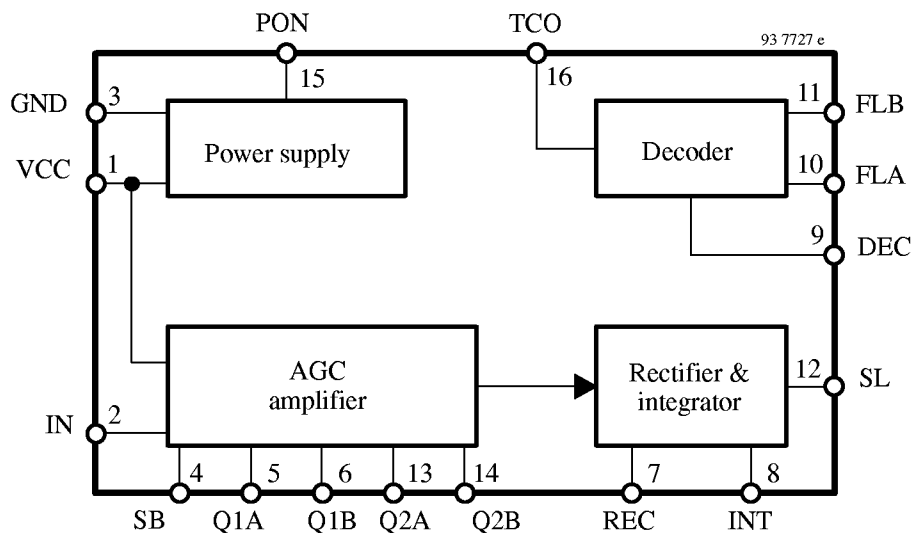 PON
TCO
93 7727 e
15
16
GND
3
11
FLB
Power supply
Decoder
VCC
1
10
FLA
9
DEC
AGC
amplifier
Rectifier &
integrator
12
SL
IN
2
4
5
6
13
14
7
8
SB
Q1A
Q1B
Q2A
Q2B
REC
INT